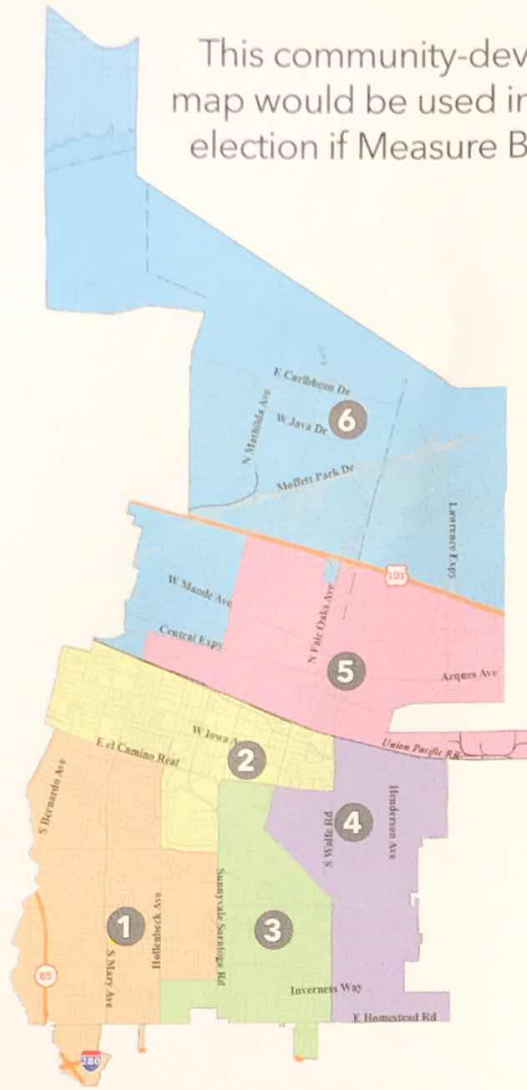 This community-dev
map would be used in
election if Measure B
E Caribbean Dr
N Mathilda Ave
W Java Dr
6
Moffett Park Dr
Lawrence Expy
101
W Maude Ave
N Fair Oaks Ave
Central Expy
5
Arques Ave
W Iowa A
Union Pacific RR
E el Camino Real
2
S Bernardo Ave
S Wolfe Rd
4
Henderson Ave
1
Hollenbeck Ave
Sunnyvale Saratoga Rd
3
S Mary Ave
85
Inverness Way
E Homestead Rd
280